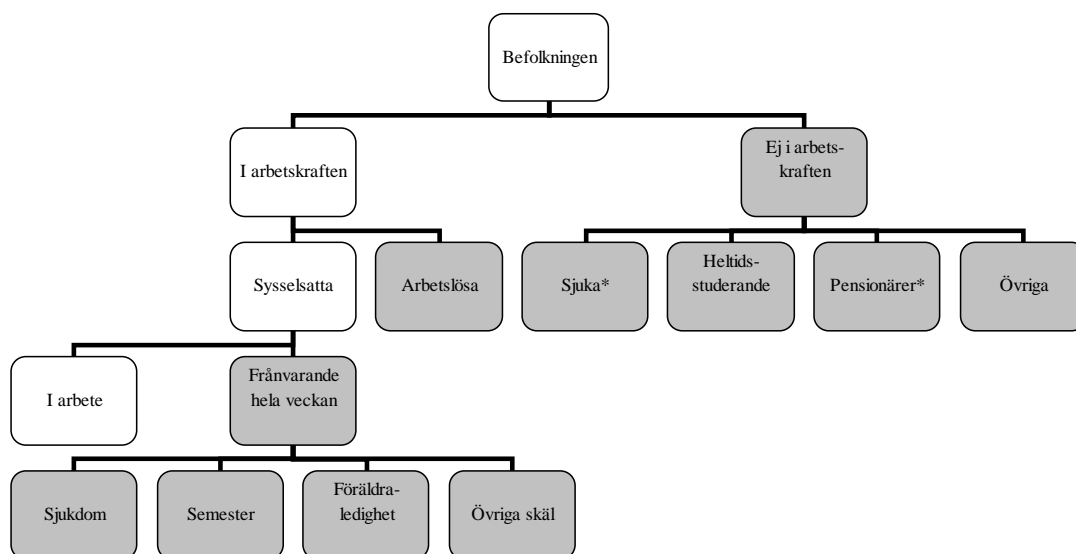 Befolkningen
I arbetskraften
Ej i arbets-
kraften
Sysselsatta
Arbetslösa
Sjuka*
Heltids-
studerande
Pensionärer*
Övriga
I arbete
Frånvarande
hela veckan
Sjukdom
Semester
Föräldra-
ledighet
Övriga skäl